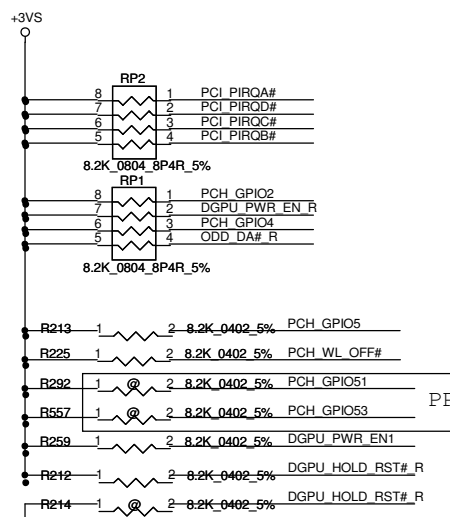 +3VS
RP2
8 1 PCI_PIRQA#
7 2 PCI_PIRQD#
6 3 PCI_PIRQC#
5 4 PCI_PIRQB#
8.2K_0804_8P4R_5%
RP1
8 1 PCH_GPIO2
7 2 DGPU_PWR_EN_R
6 3 PCH_GPIO4
5 4 ODD_DA#_R
8.2K_0804_8P4R_5%
R213 1 2 8.2K_0402_5% PCH_GPIO5
R225 1 2 8.2K_0402_5% PCH_WL_OFF#
R292 1 @ 2 8.2K_0402_5% PCH_GPIO51
R557 1 @ 2 8.2K_0402_5% PCH_GPIO53
R259 1 2 8.2K_0402_5% DGPU_PWR_EN1
R212 1 2 8.2K_0402_5% DGPU_HOLD_RST#_R
R214 1 @ 2 8.2K_0402_5% DGPU_HOLD_RST#_R